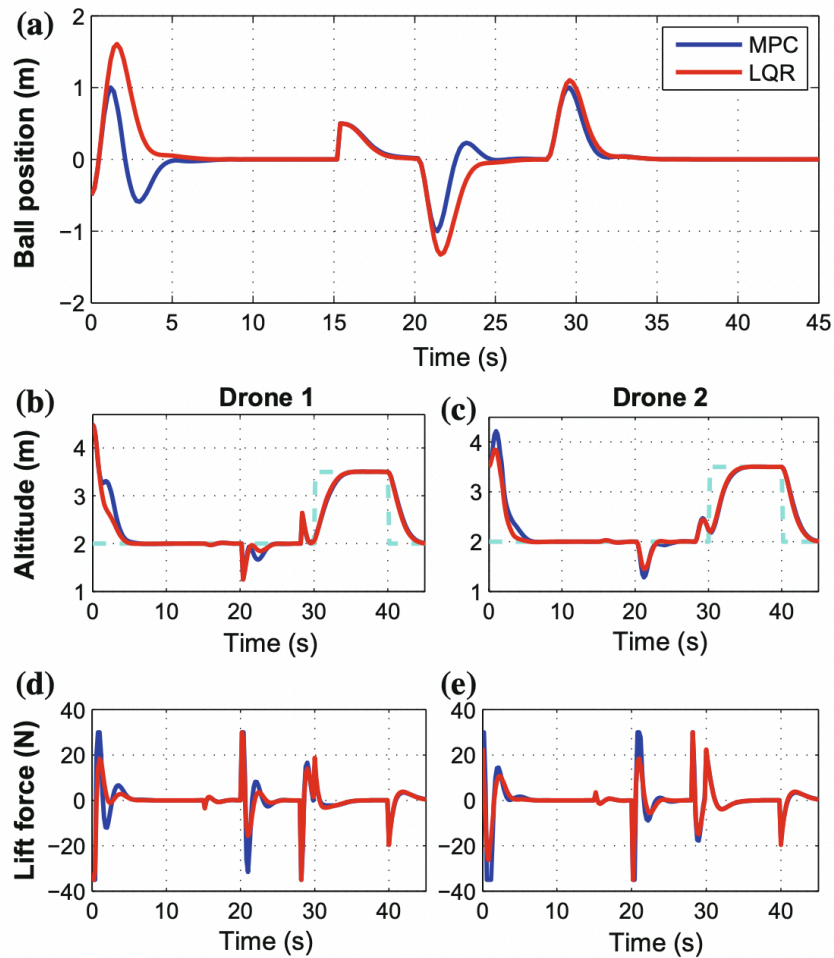 (a)
Ball position (m)
2
1
0
−1
−2
MPC
LQR
0 5 10 15 20 25 30 35 40 45
Time (s)
(b)
Drone 1
Altitude (m)
4
3
2
1
0 10 20 30 40
Time (s)
(c)
Drone 2
4
3
2
1
0 10 20 30 40
Time (s)
(d)
Lift force (N)
40
20
0
−20
−40
0 10 20 30 40
Time (s)
(e)
40
20
0
−20
−40
0 10 20 30 40
Time (s)